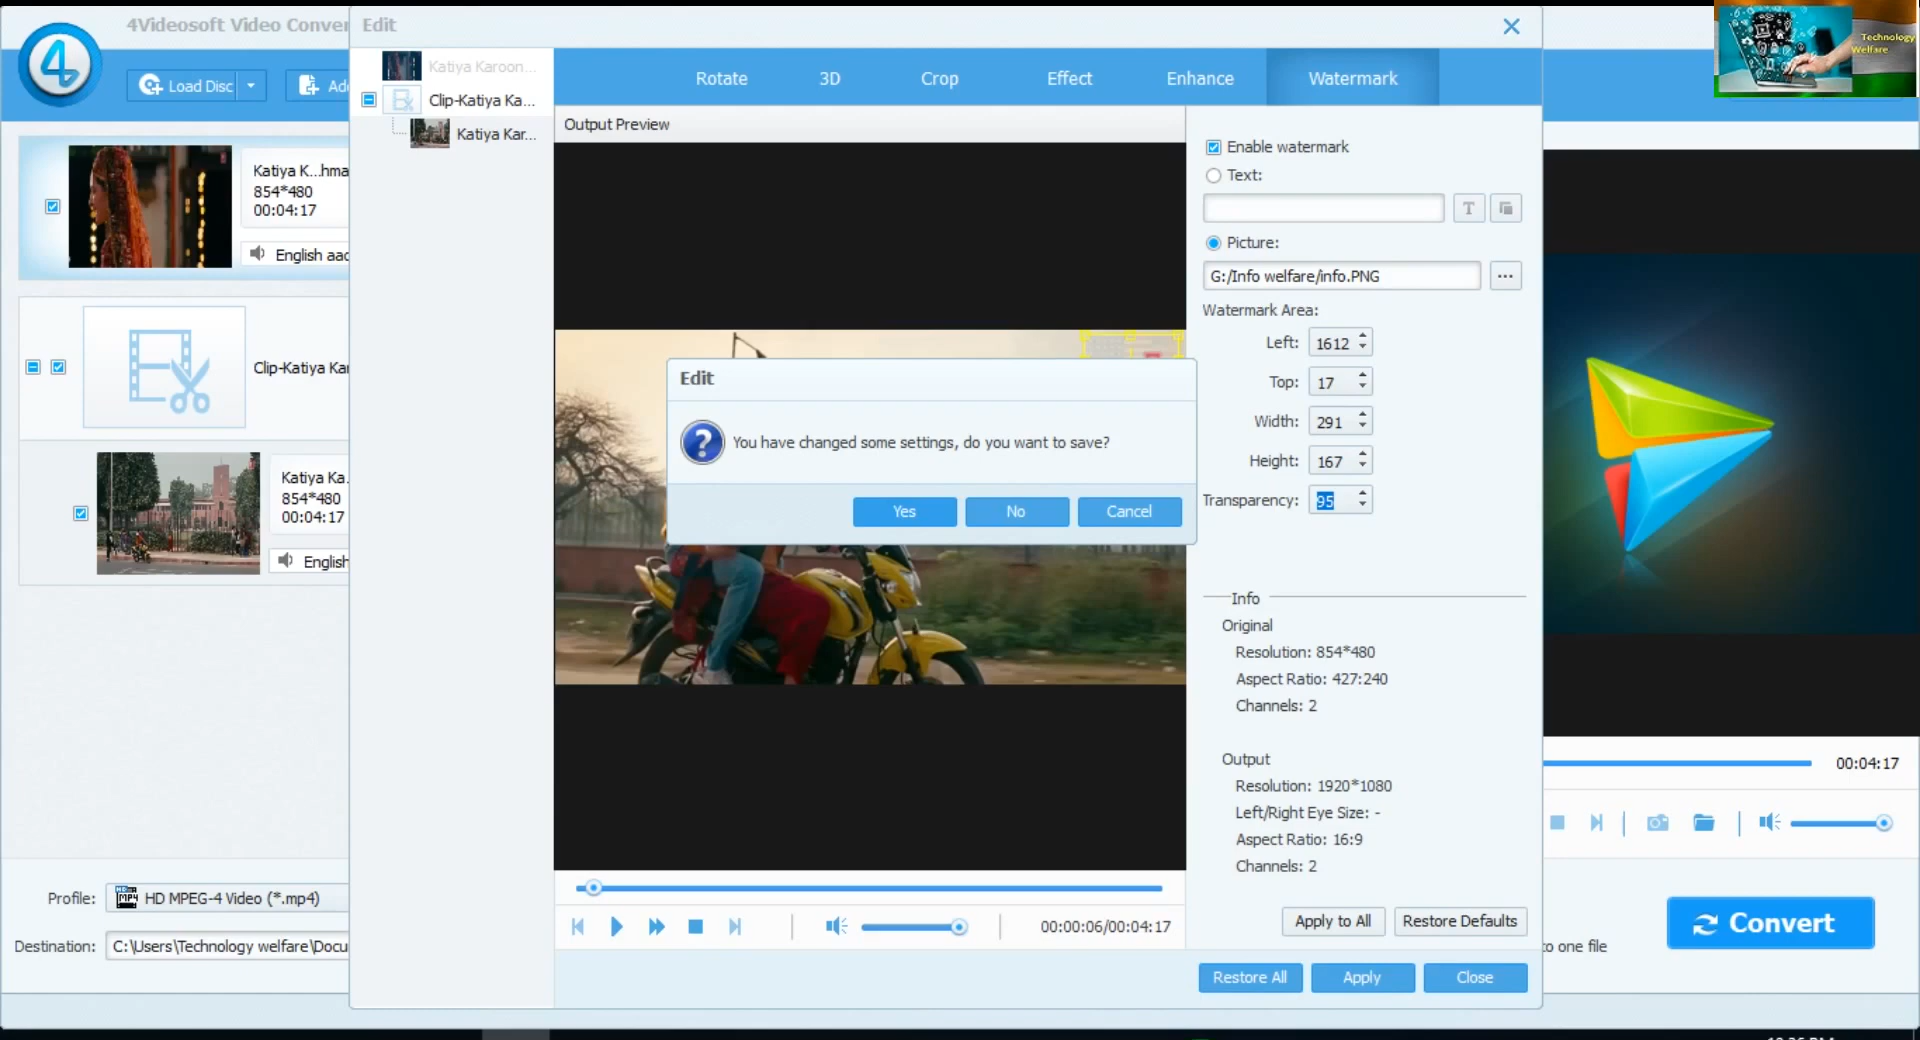 4Videosoft Video Conver
Load Disc
Katiya K...hma
854*480
00:04:17
English aac
Clip-Katiya Ka
Katiya Ka.
854*480
00:04:17
English
Profile: HD MPEG-4 Video (*.mp4)
Destination: C:\Users\Technology welfare\Docu
Edit
Katiya Karoon...
Clip-Katiya Ka...
Katiya Kar...
Rotate
3D
Crop
Effect
Enhance
Watermark
Output Preview
Edit
You have changed some settings, do you want to save?
Yes
No
Cancel
00:00:06/00:04:17
Enable watermark
Text:
T
Picture:
G:/Info welfare/info.PNG
...
Watermark Area:
Left: 1612
Top: 17
Width: 291
Height: 167
Transparency: 95
Info
Original
Resolution: 854*480
Aspect Ratio: 427:240
Channels: 2
Output
Resolution: 1920*1080
Left/Right Eye Size: -
Aspect Ratio: 16:9
Channels: 2
Apply to All
Restore Defaults
Restore All
Apply
Close
Technology
Welfare
00:04:17
to one file
Convert